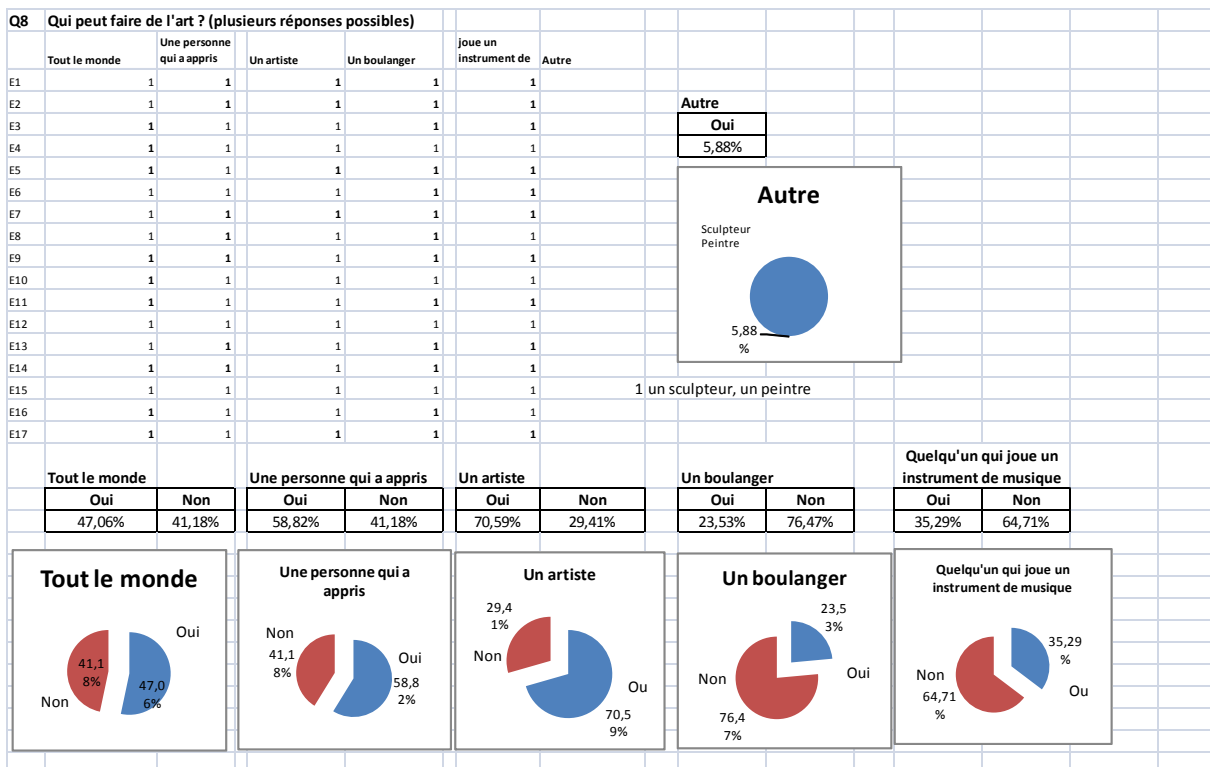 Q8 Qui peut faire de l'art ? (plusieurs réponses possibles)
Tout le monde Une personne qui a appris Un artiste Un boulanger joue un instrument de Autre
E1 1 1 1 1 1
E2 1 1 1 1 1
E3 1 1 1 1 1
E4 1 1 1 1 1
E5 1 1 1 1 1
E6 1 1 1 1 1
E7 1 1 1 1 1
E8 1 1 1 1 1
E9 1 1 1 1 1
E10 1 1 1 1 1
E11 1 1 1 1 1
E12 1 1 1 1 1
E13 1 1 1 1 1
E14 1 1 1 1 1
E15 1 1 1 1 1 1 un sculpteur, un peintre
E16 1 1 1 1 1
E17 1 1 1 1 1
Autre
Oui
5,88%
Autre
Sculpteur
Peintre
5,88
%
Tout le monde Une personne qui a appris Un artiste Un boulanger Quelqu'un qui joue un
instrument de musique
Oui Non Oui Non Oui Non Oui Non Oui Non
47,06% 41,18% 58,82% 41,18% 70,59% 29,41% 23,53% 76,47% 35,29% 64,71%
Tout le monde
Oui
41,1
8%
47,0
6%
Non
Une personne qui a
appris
Non
41,1
8%
Oui
58,8
2%
Un artiste
29,4
1%
Non
Ou
70,5
9%
Un boulanger
23,5
3%
Oui
Non
76,4
7%
Quelqu'un qui joue un
instrument de musique
35,29
%
Ou
Non
64,71
%